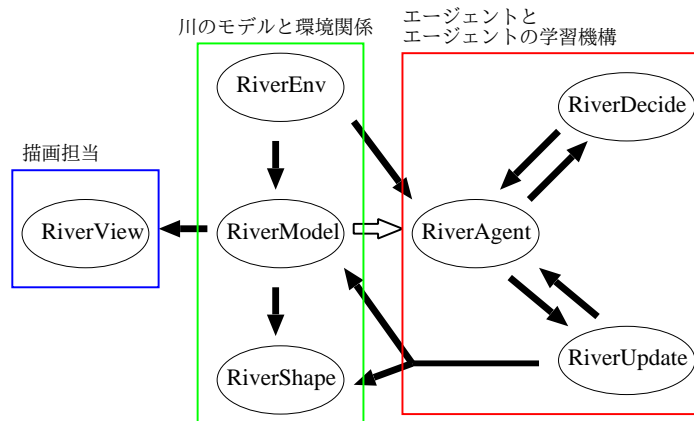 川のモデルと環境関係
エージェントと
エージェントの学習機構
RiverEnv
RiverDecide
描画担当
RiverView
RiverModel
RiverAgent
RiverShape
RiverUpdate